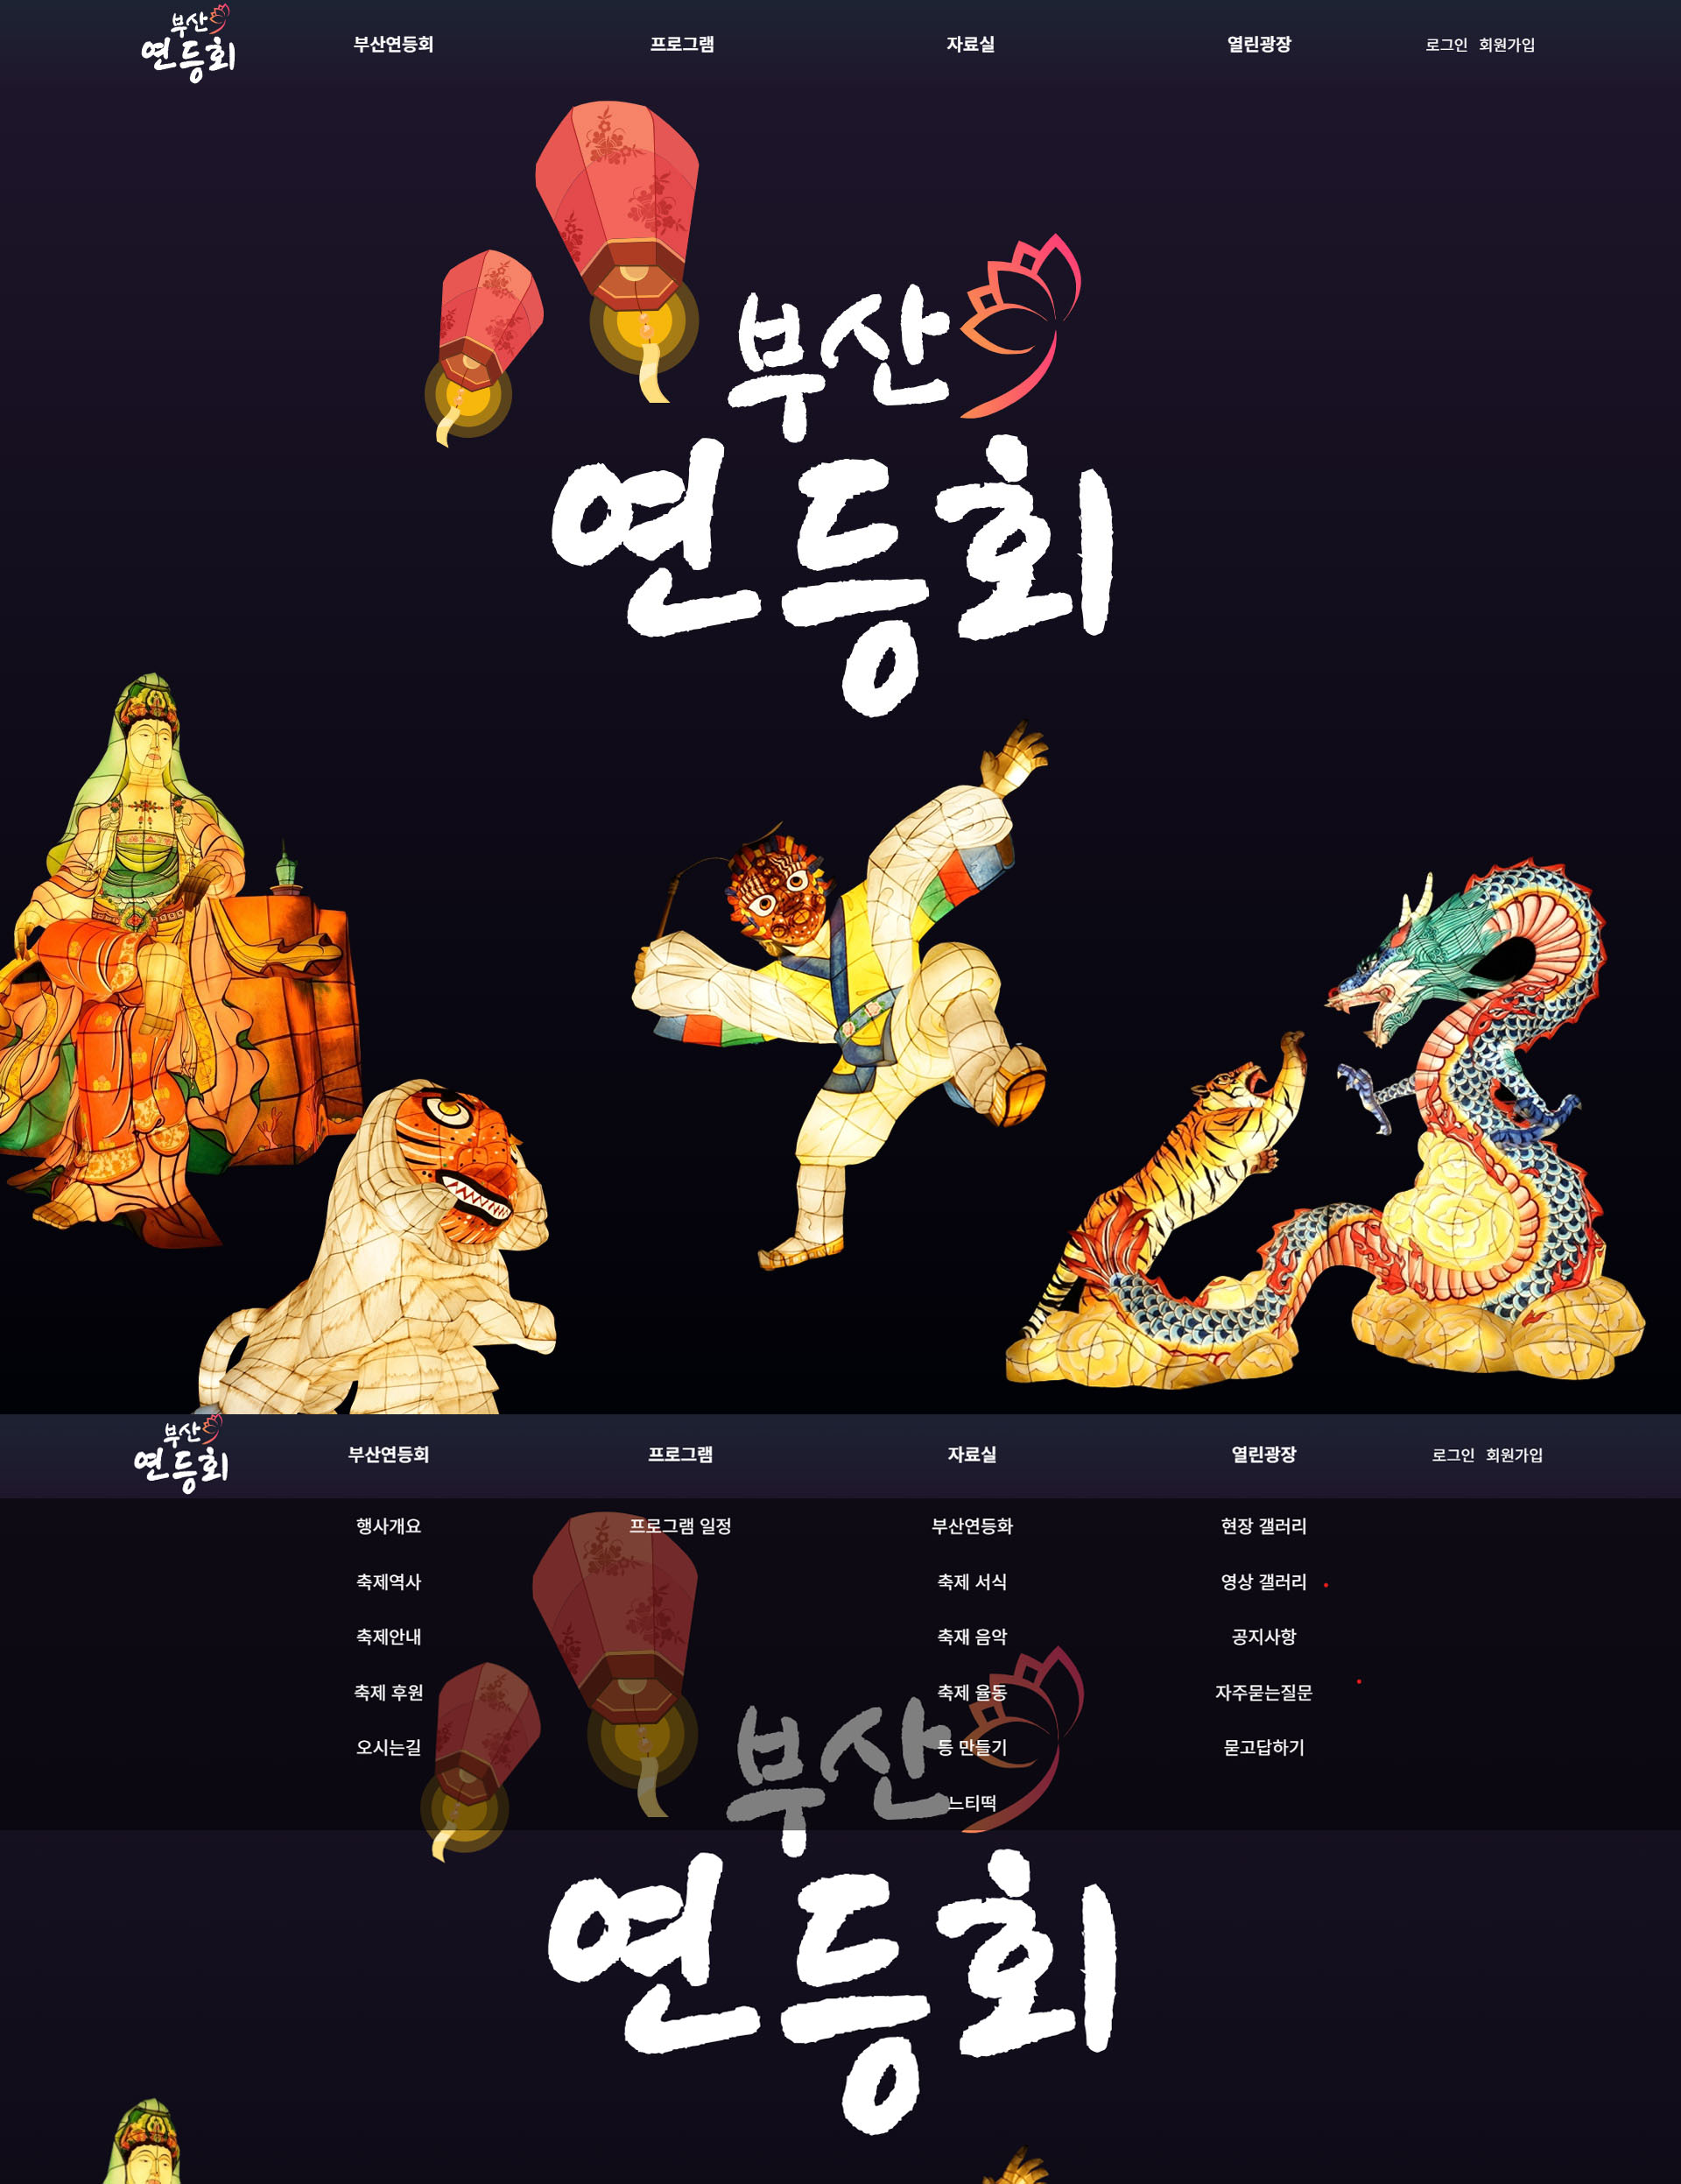 부산
연등회
부산연등회 프로그램 자료실 열린광장 로그인 회원가입
부산
연등회
부산
연등회
부산연등회 프로그램 자료실 열린광장 로그인 회원가입
행사개요 프로그램 일정 부산연등화 현장 갤러리
축제역사 축제 서식 영상 갤러리
축제안내 축재 음악 공지사항
축제 후원 축제 율동 자주묻는질문
오시는길 등 만들기 묻고답하기
느티떡
부산
연등회